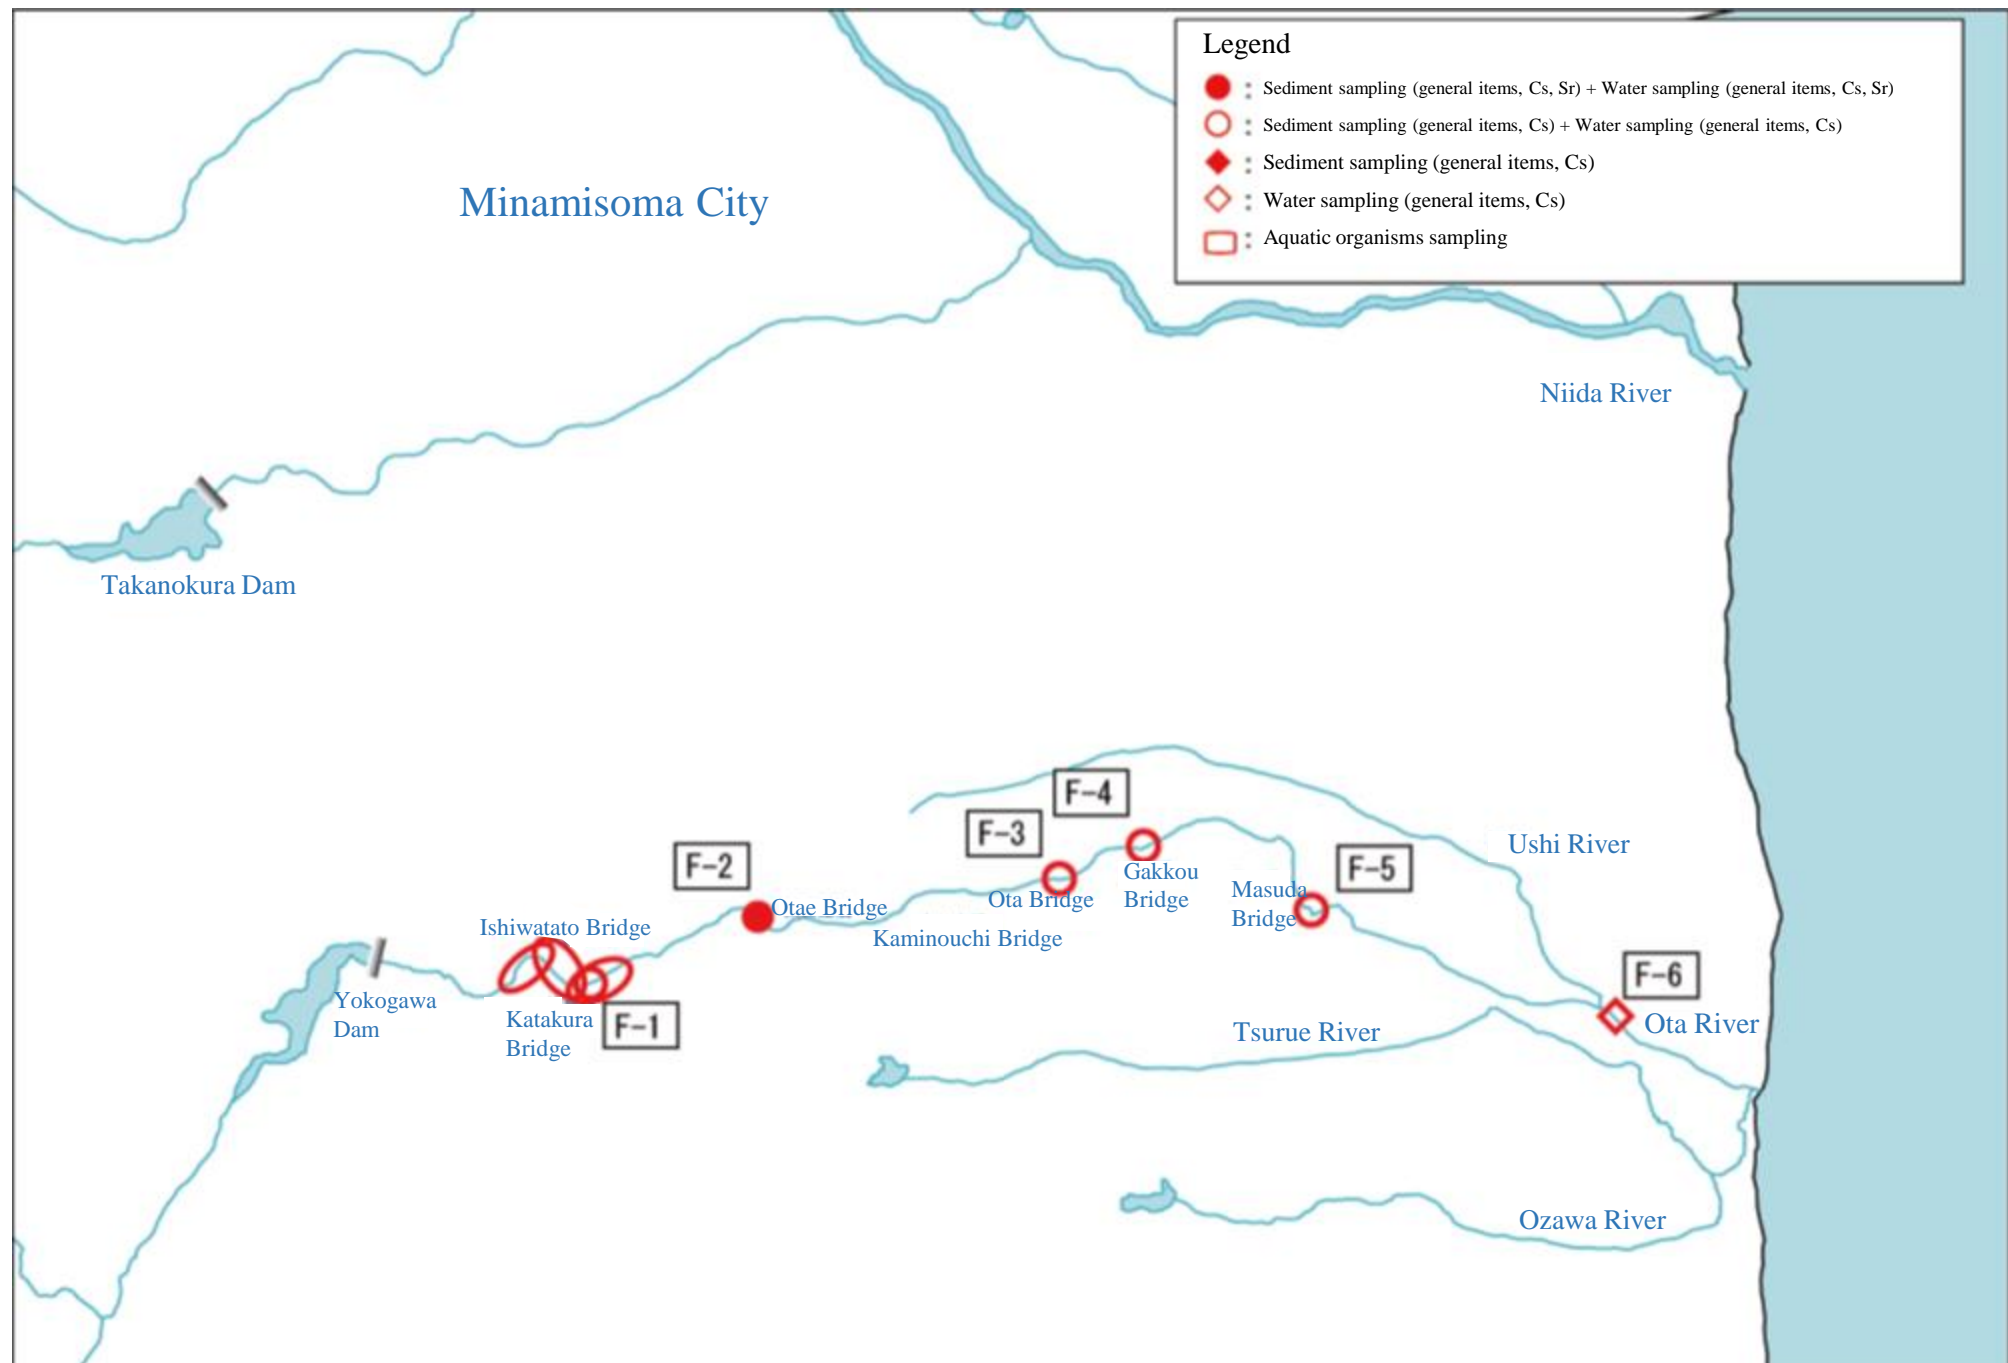 Legend
: Sediment sampling (general items, Cs, Sr) + Water sampling (general items, Cs, Sr)
: Sediment sampling (general items, Cs) + Water sampling (general items, Cs)
: Sediment sampling (general items, Cs)
: Water sampling (general items, Cs)
: Aquatic organisms sampling
Minamisoma City
Niida River
Takanokura Dam
F-4
F-3
F-2
Ushi River
F-5
Gakkou
Bridge
Ota Bridge
Masuda
Bridge
Otae Bridge
Kaminouchi Bridge
Ishiwatato Bridge
F-6
Yokogawa
Dam
Katakura
Bridge
F-1
Ota River
Tsurue River
Ozawa River